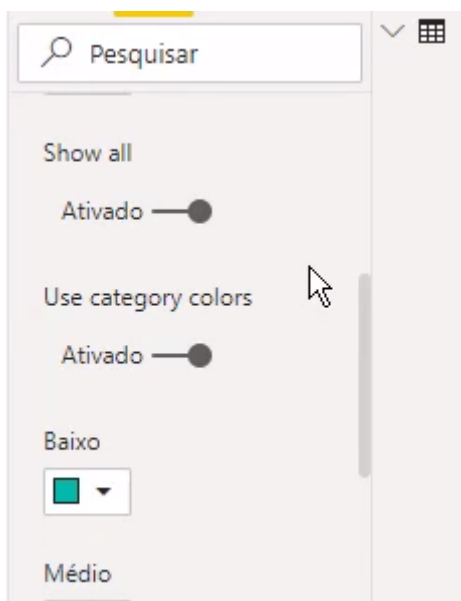 Pesquisar
Show all
Ativado
Use category colors
Ativado
Baixo
Médio